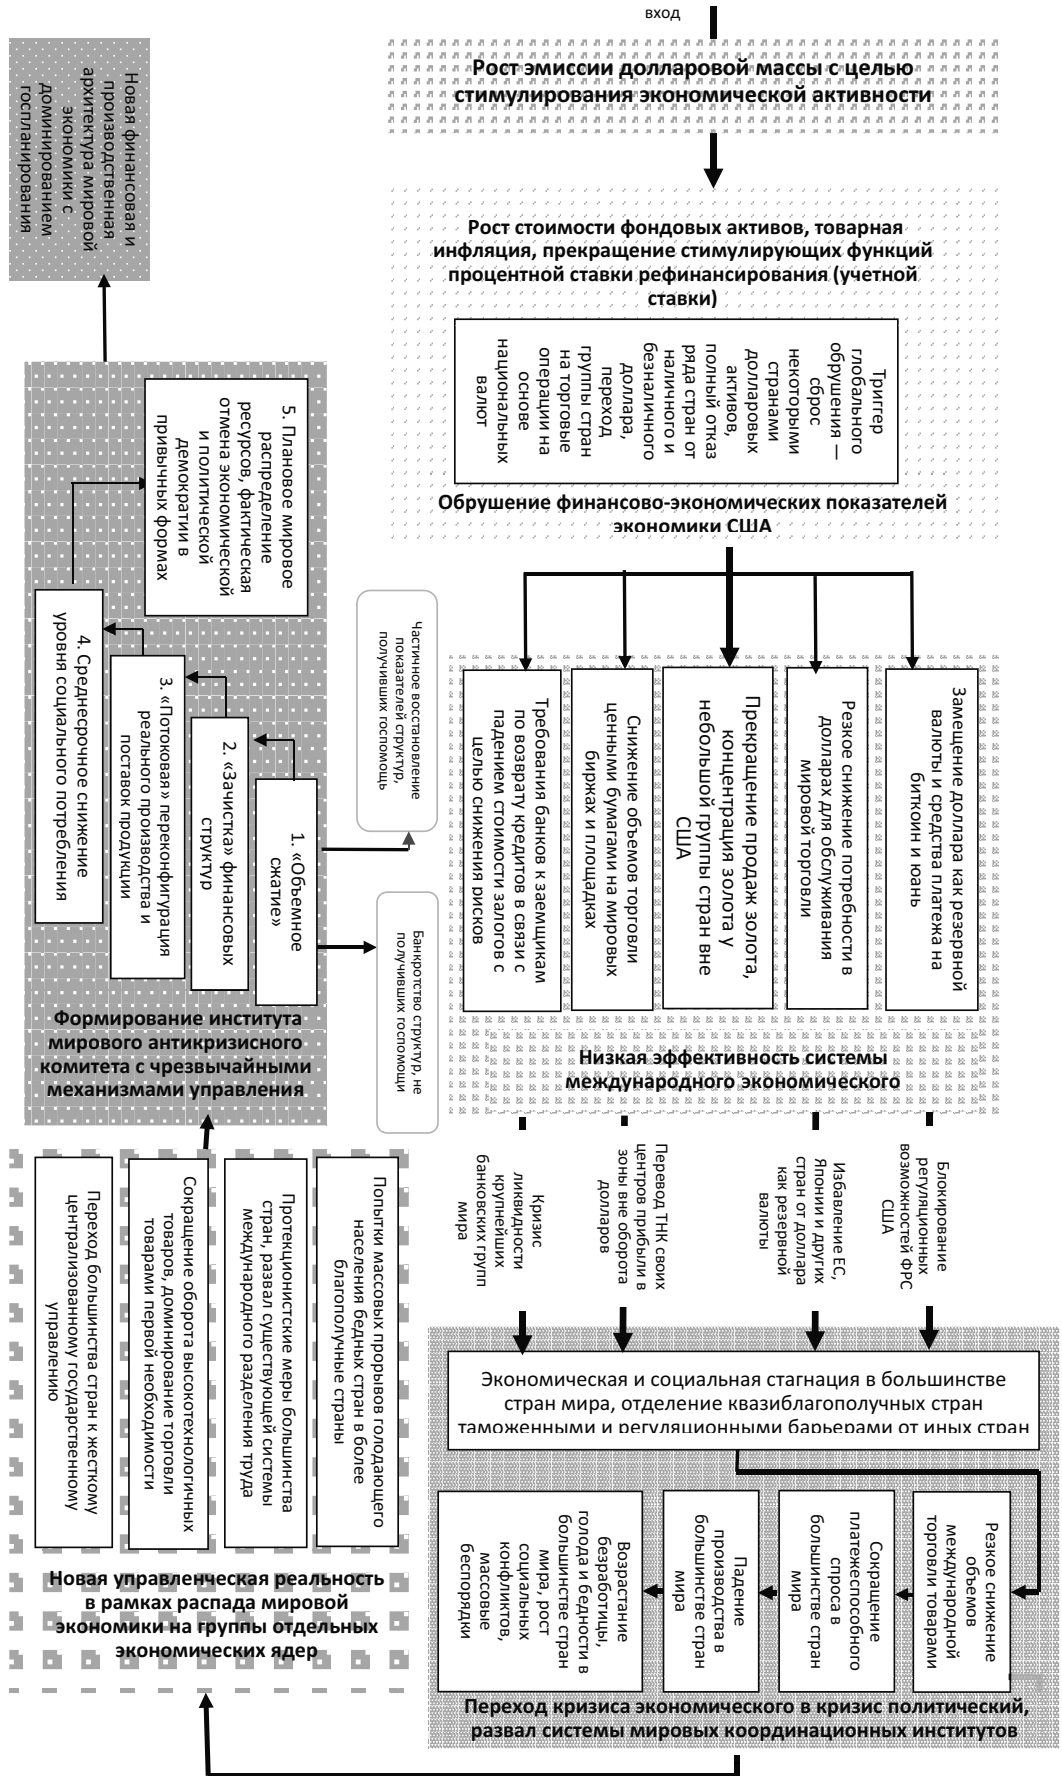 вход
Рост эмиссии долларовой массы с целью
стимулирования экономической активности
Рост стоимости фондовых активов, товарная
инфляция, прекращение стимулирующих функций
процентной ставки рефинансирования (учетной
ставки)
Триггер
глобального
обрушения —
сброс
некоторыми
странами
долларовых
активов,
полный отказ
ряда стран от
наличного и
безналичного
доллара,
переход
группы стран
на торговые
операции на
основе
национальных
валют
Обрушение финансово-экономических показателей
экономики США
Замещение доллара как резервной
валюты и средства платежа на
биткоин и юань
Резкое снижение потребности в
долларах для обслуживания
мировой торговли
Прекращение продаж золота,
концентрация золота у
небольшой группы стран вне
США
Снижение объемов торговли
ценными бумагами на мировых
биржах и площадках
Требования банков к заемщикам
по возврату кредитов в связи с
падением стоимости залогов с
целью снижения рисков
Низкая эффективность системы
международного экономического
Блокирование
регуляционных
возможностей ФРС
США
Избавление ЕС,
Японии и других
стран от доллара
как резервной
валюты
Перевод ТНК своих
центров прибыли в
зоны вне оборота
долларов
Кризис
ликвидности
крупнейших
банковских групп
мира
Экономическая и социальная стагнация в большинстве
стран мира, отделение квазиблагополучных стран
таможенными и регуляционными барьерами от иных стран
Резкое снижение
объемов
международной
торговли товарами
Сокращение
платежеспособного
спроса в
большинстве стран
мира
Падение
производства в
большинстве стран
мира
Возрастание
безработицы,
голода и бедности в
большинстве стран
мира, рост
социальных
конфликтов,
массовые
беспорядки
Переход кризиса экономического в кризис политический,
развал системы мировых координационных институтов
Попытки массовых прорывов голодающего
населения бедных стран в более
благополучные страны
Протекционистские меры большинства
стран, развал существующей системы
международного разделения труда
Сокращение оборота высокотехнологичных
товаров, доминирование торговли
товарами первой необходимости
Переход большинства стран к жесткому
централизованному государственному
управлению
Новая управленческая реальность
в рамках распада мировой
экономики на группы отдельных
экономических ядер
1. «Объемное
сжатие»
2. «Зачистка» финансовых
структур
3. «Потоковая» переконфигурация
реального производства и
поставок продукции
4. Среднесрочное снижение
уровня социального потребления
5. Плановое мировое
распределение
ресурсов, фактическая
отмена экономической
и политической
демократии в
привычных формах
Формирование института
мирового антикризисного
комитета с чрезвычайными
механизмами управления
Частичное восстановление
показателей структур,
получивших госпомощь
Банкротство структур, не
получивших госпомощи
Новая финансовая и
производственная
архитектура мировой
экономики с
доминированием
госпланирования